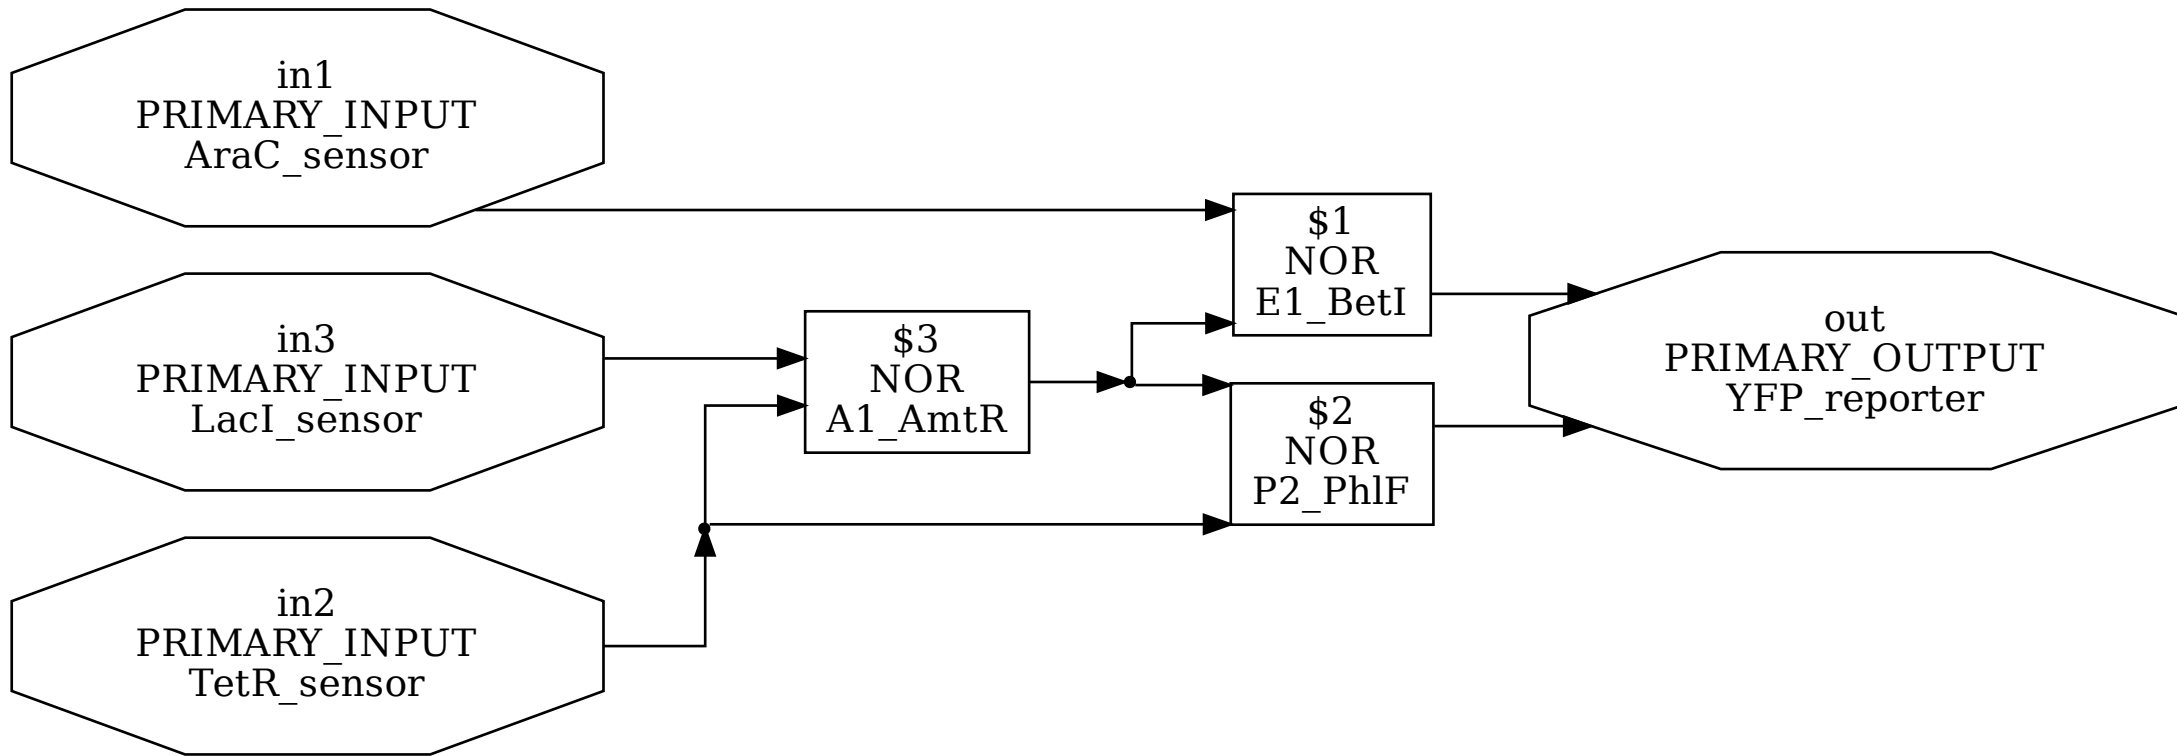 in1
PRIMARY_INPUT
AraC_sensor
in3
PRIMARY_INPUT
LacI_sensor
in2
PRIMARY_INPUT
TetR_sensor
$3
NOR
A1_AmtR
$1
NOR
E1_BetI
$2
NOR
P2_PhlF
out
PRIMARY_OUTPUT
YFP_reporter